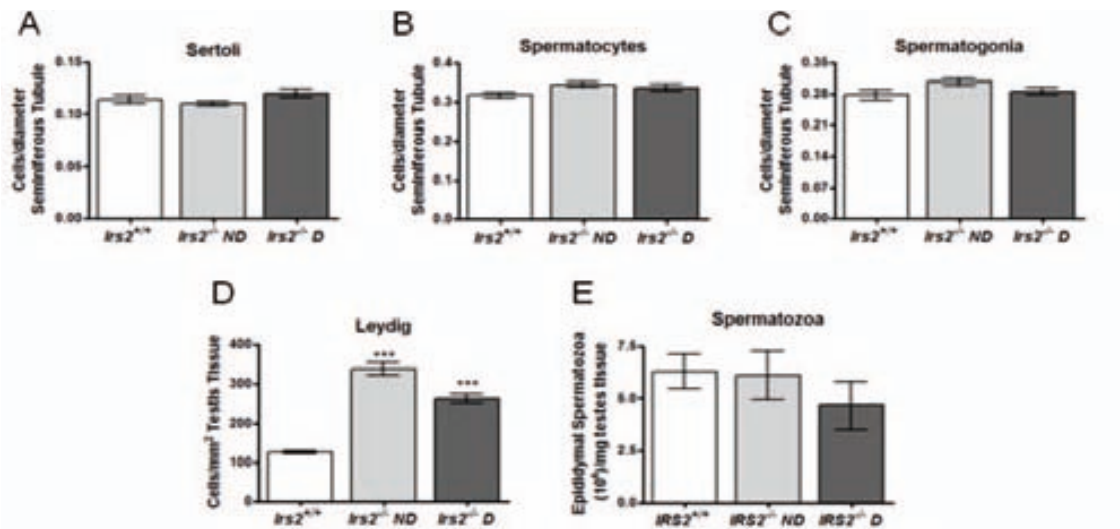 A
Sertoli
Cells/diameter
Seminiferous Tubule
0.15
0.10
0.05
0.00
Irs2+/+ Irs2-/- ND Irs2-/- D
B
Spermatocytes
Cells/diameter
Seminiferous Tubule
0.4
0.3
0.2
0.1
0.0
Irs2+/+ Irs2-/- ND Irs2-/- D
C
Spermatogonia
Cells/diameter
Seminiferous Tubule
0.35
0.28
0.21
0.14
0.07
0.00
Irs2+/+ Irs2-/- ND Irs2-/- D
D
Leydig
Cells/mm² Testis Tissue
400
300
200
100
0
***
***
Irs2+/+ Irs2-/- ND Irs2-/- D
E
Spermatozoa
Epididymal Spermatozoa
/mg testes tissue
7.5
5.0
2.5
0.0
IRS2+/+ IRS2-/- ND IRS2-/- D